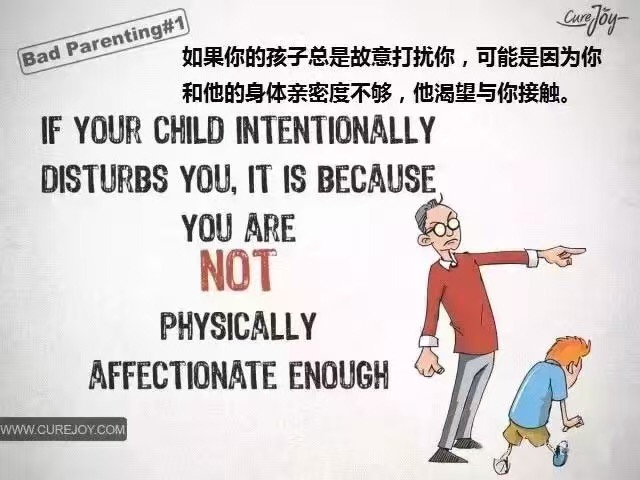 Bad Parenting#1
CureJoy
如果你的孩子总是故意打扰你，可能是因为你
和他的身体亲密度不够，他渴望与你接触。
IF YOUR CHILD INTENTIONALLY
DISTURBS YOU, IT IS BECAUSE
YOU ARE
NOT
PHYSICALLY
AFFECTIONATE ENOUGH
WWW.CUREJOY.COM